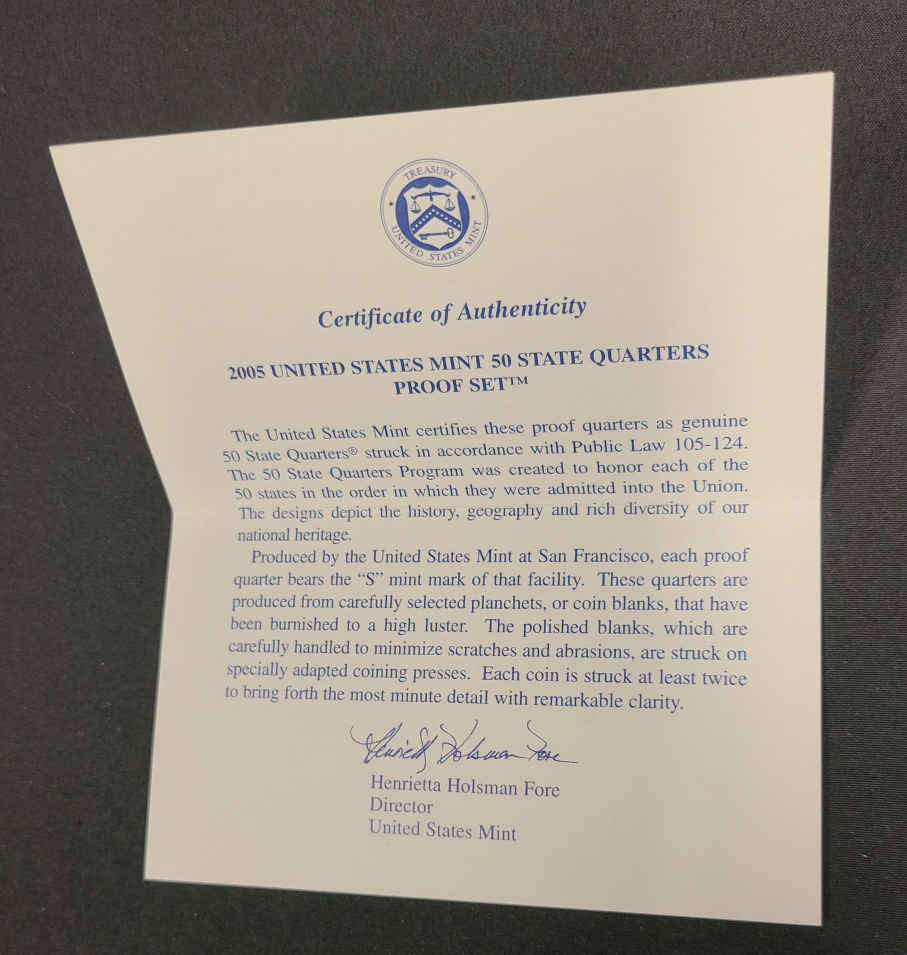 TREASURY
UNITED STATES MINT
Certificate of Authenticity
2005 UNITED STATES MINT 50 STATE QUARTERS
PROOF SET™
The United States Mint certifies these proof quarters as genuine
50 State Quarters® struck in accordance with Public Law 105-124.
The 50 State Quarters Program was created to honor each of the
50 states in the order in which they were admitted into the Union.
The designs depict the history, geography and rich diversity of our
national heritage.
Produced by the United States Mint at San Francisco, each proof
quarter bears the “S” mint mark of that facility. These quarters are
produced from carefully selected planchets, or coin blanks, that have
been burnished to a high luster. The polished blanks, which are
carefully handled to minimize scratches and abrasions, are struck on
specially adapted coining presses. Each coin is struck at least twice
to bring forth the most minute detail with remarkable clarity.
Henrietta Holsman Fore
Henrietta Holsman Fore
Director
United States Mint